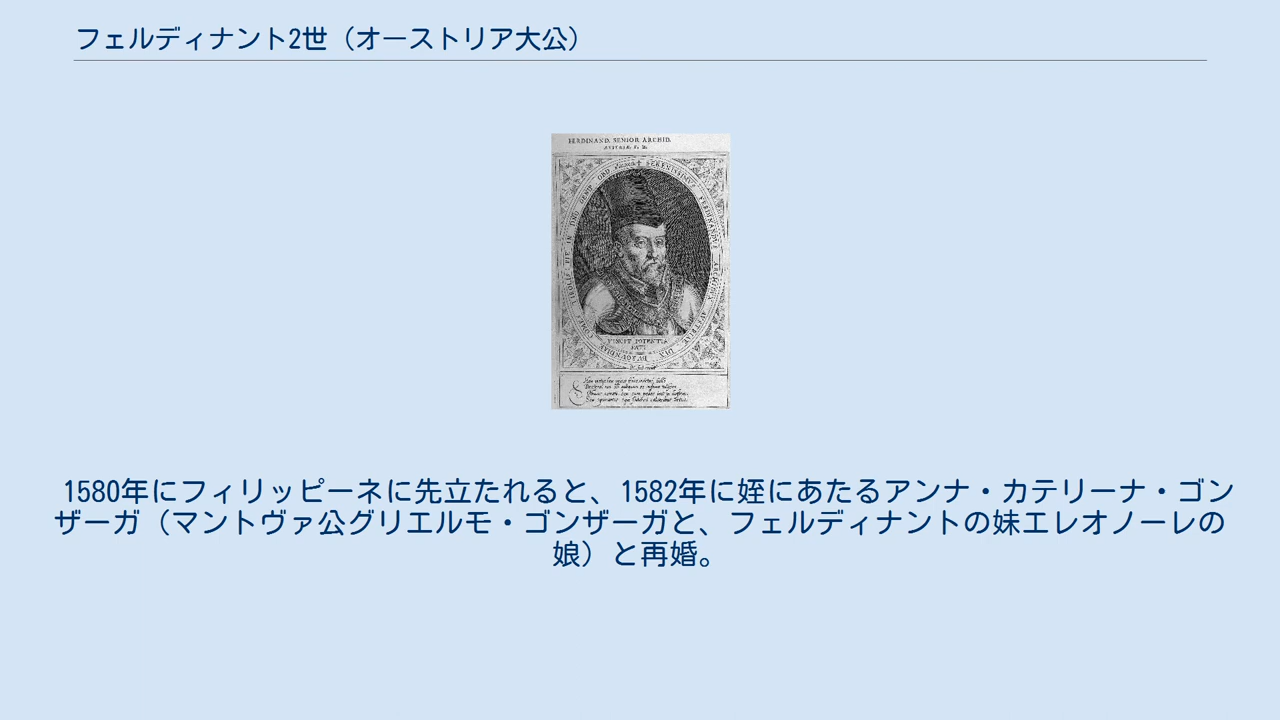 フェルディナント2世（オーストリア大公）
FERDINAND. SENIOR ARCHID.
1580年にフィリッピーネに先立たれると、1582年に姪にあたるアンナ・カテリーナ・ゴン
ザーガ（マントヴァ公グリエルモ・ゴンザーガと、フェルディナントの妹エレオノーレの
娘）と再婚。